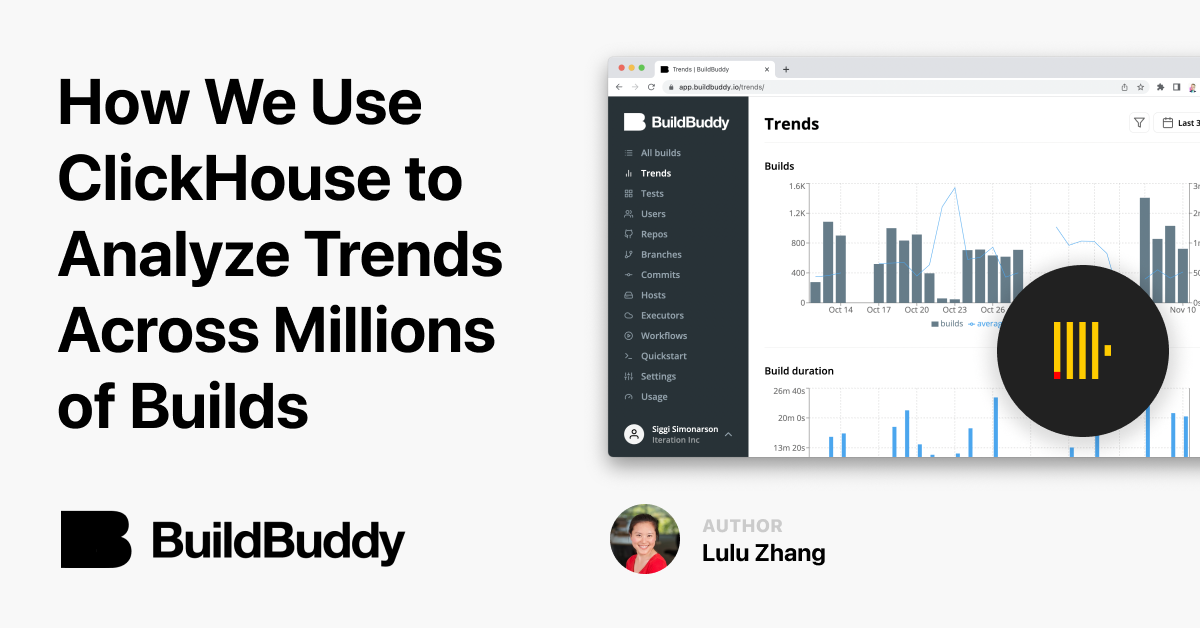 How We Use
ClickHouse to
Analyze Trends
Across Millions
of Builds
BuildBuddy
Trends | BuildBuddy
app.buildbuddy.io/trends/
BuildBuddy
All builds
Trends
Tests
Users
Repos
Branches
Commits
Hosts
Executors
Workflows
Quickstart
Settings
Usage
Siggi Simonarson
Iteration Inc
Trends
Last 3
Builds
1.6K
1.2K
800
400
0
Oct 14 Oct 17 Oct 20 Oct 23 Oct 26 Nov 10
builds
Build duration
26m 40s
20m 0s
13m 20s
AUTHOR
Lulu Zhang